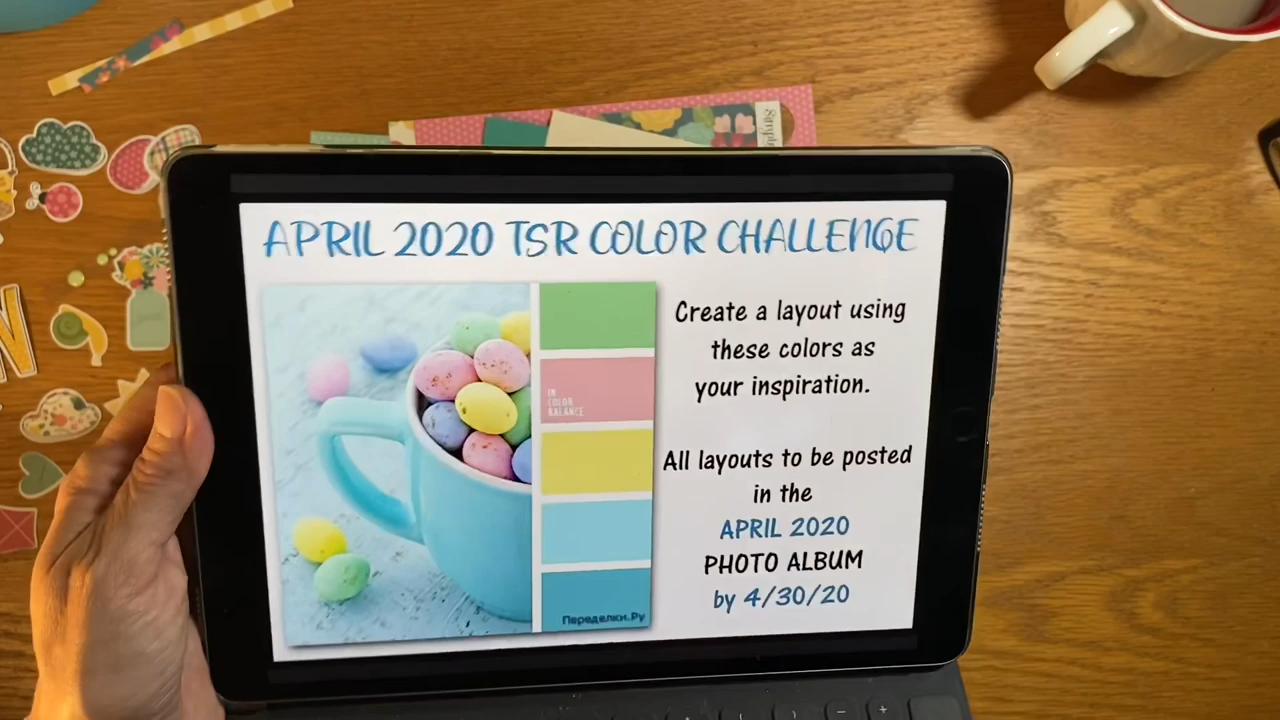 APRIL 2020 TSR COLOR CHALLENGE
IN
COLOR
BALANCE
Переделки.Ру
Create a layout using
these colors as
your inspiration.
All layouts to be posted
in the
APRIL 2020
PHOTO ALBUM
by 4/30/20
N